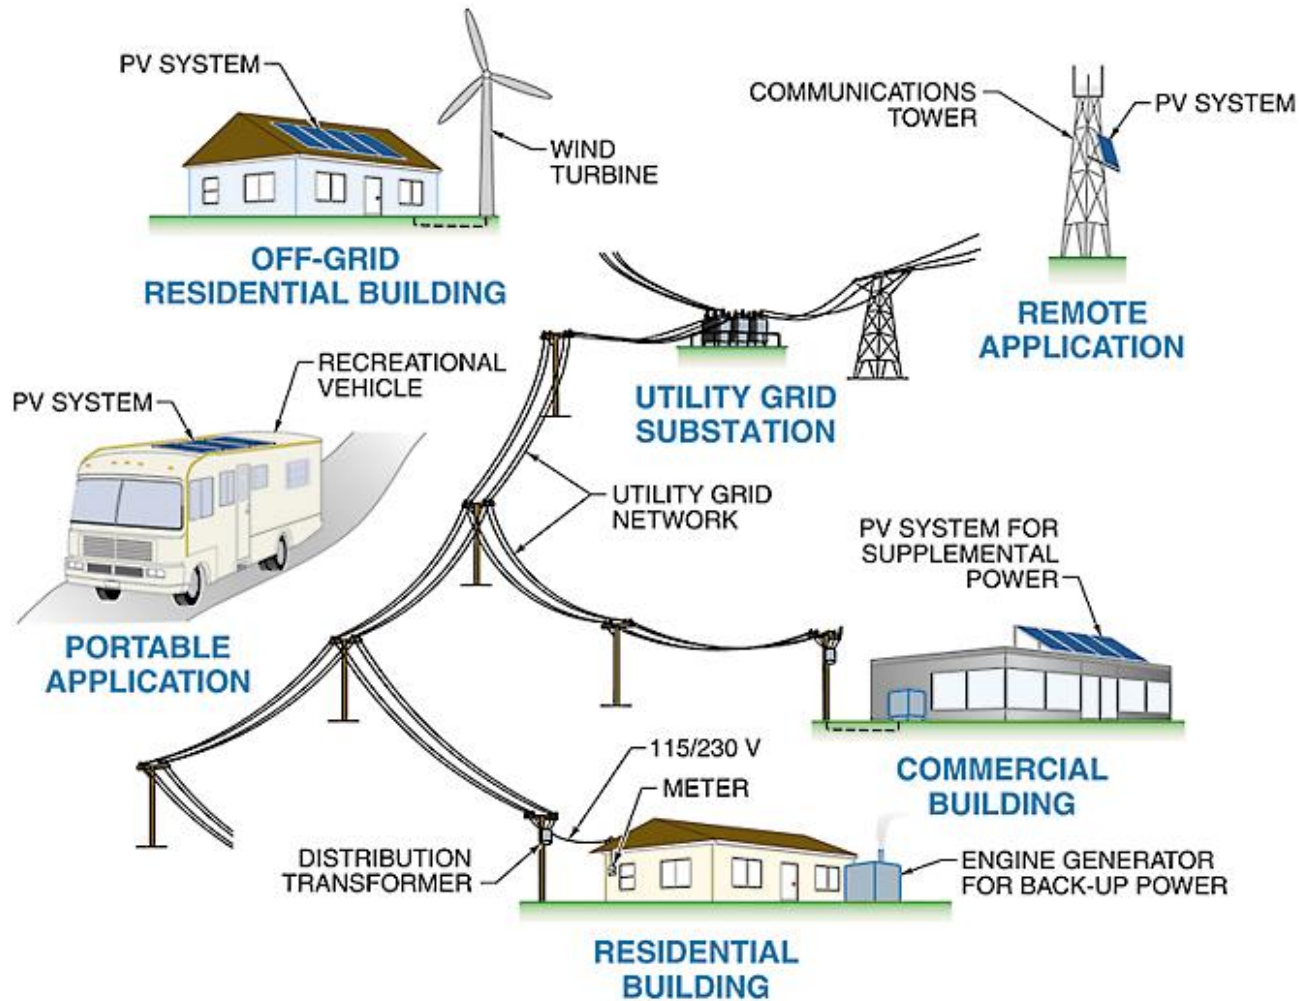 PV SYSTEM
WIND
TURBINE
OFF-GRID
RESIDENTIAL BUILDING
COMMUNICATIONS
TOWER
PV SYSTEM
REMOTE
APPLICATION
UTILITY GRID
SUBSTATION
RECREATIONAL
VEHICLE
PV SYSTEM
PORTABLE
APPLICATION
UTILITY GRID
NETWORK
PV SYSTEM FOR
SUPPLEMENTAL
POWER
COMMERCIAL
BUILDING
115/230 V
METER
DISTRIBUTION
TRANSFORMER
ENGINE GENERATOR
FOR BACK-UP POWER
RESIDENTIAL
BUILDING